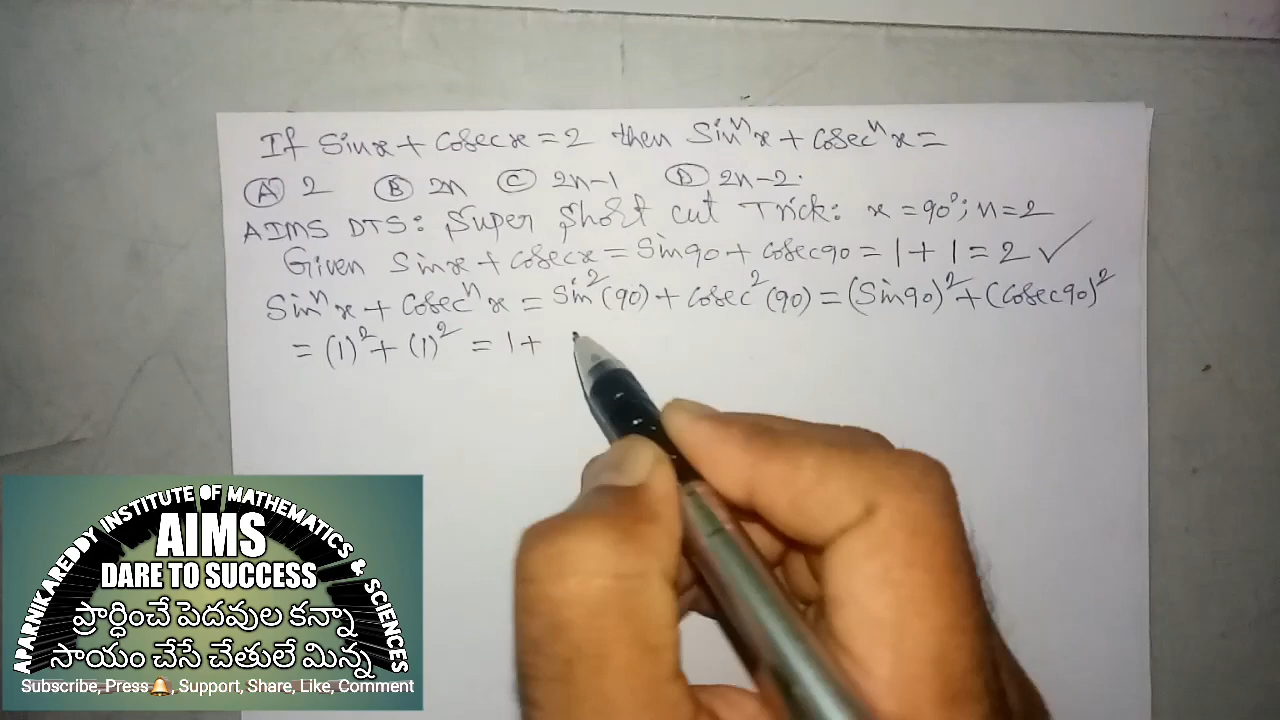 If Sinx + Cosecx = 2 then Sinⁿx + Cosecⁿx =
(A) 2 (B) 2n (C) 2n-1 (D) 2n-2.
AIMS DTS: Super Short cut Trick: x = 90°; n = 2
Given Sinx + cosecx = Sin90 + cosec90 = 1 + 1 = 2 ✓
Sinⁿx + Cosecⁿx = Sin²(90) + Cosec²(90) = (Sin90)² + (Cosec90)²
= (1)² + (1)² = 1 +
APARNIKAREDDY INSTITUTE OF MATHEMATICS & SCIENCES
AIMS
DARE TO SUCCESS
ప్రార్ధించే పెదవుల కన్నా
సాయం చేసే చేతులే మిన్న
Subscribe, Press🔔, Support, Share, Like, Comment